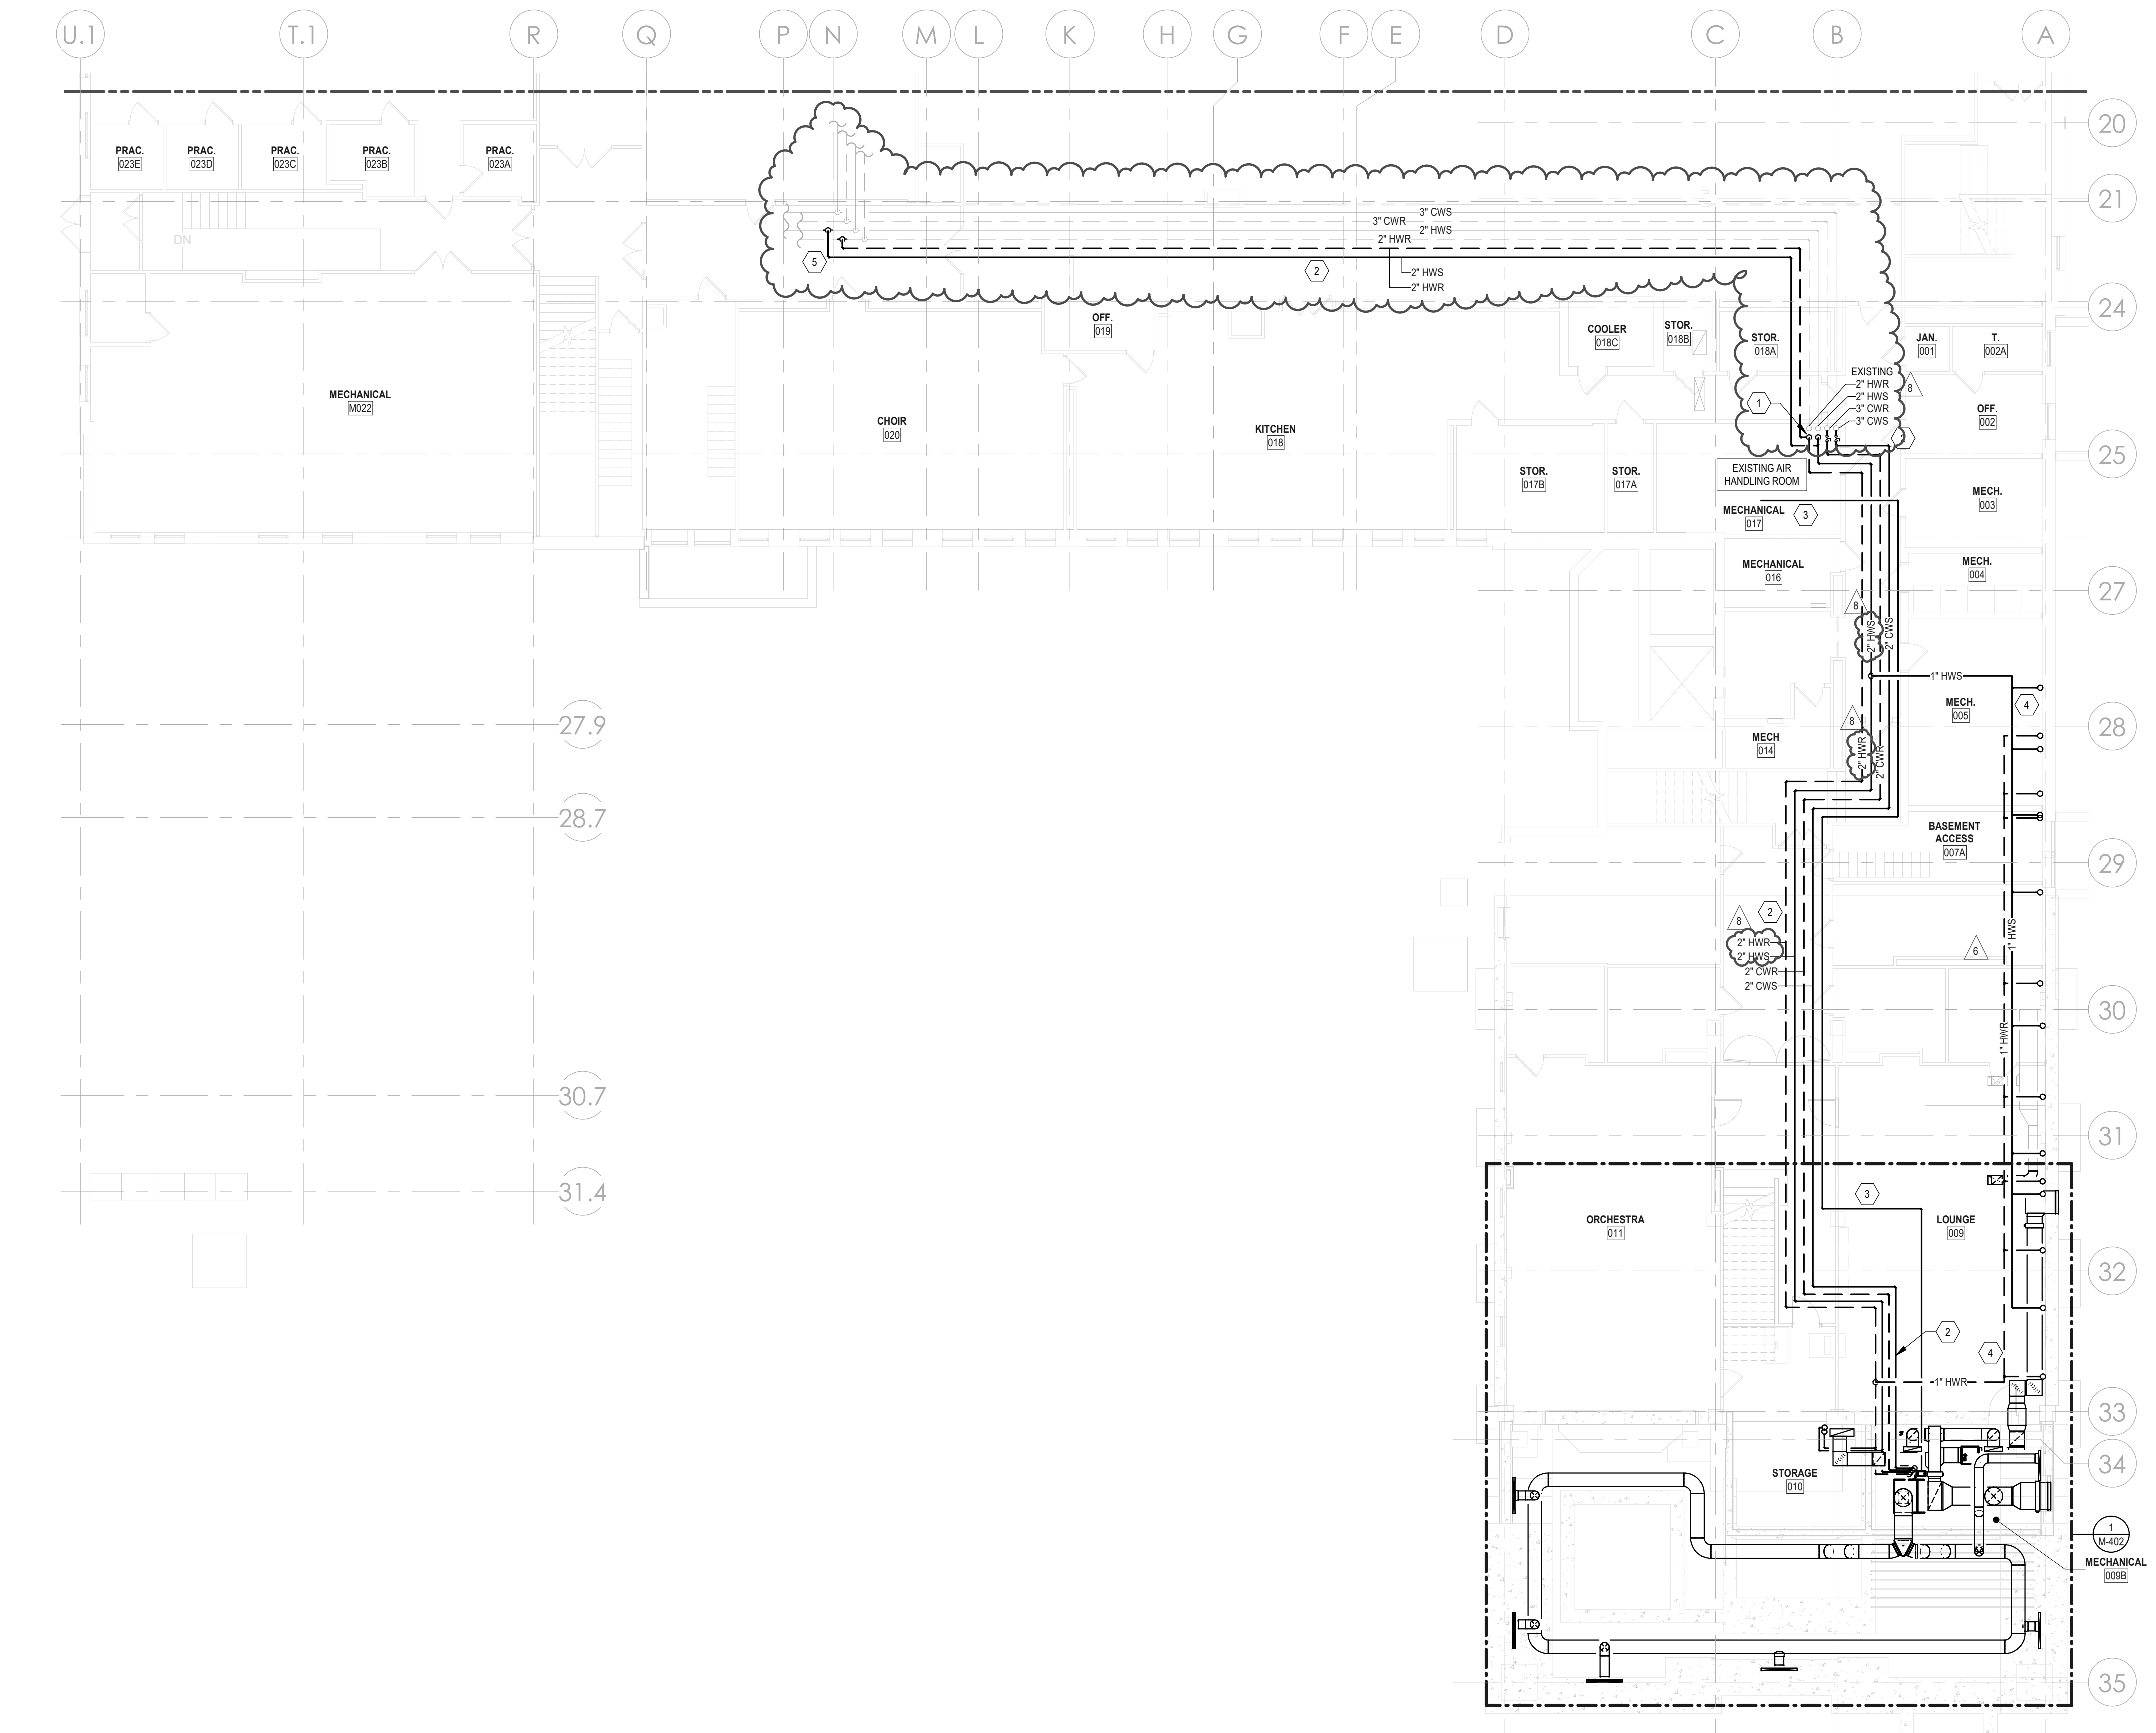 U.1 T.1 R Q P N M L K H G F E D C B A
20
PRAC.
023E
PRAC.
023D
PRAC.
023C
PRAC.
023B
PRAC.
023A
21
3" CWS
3" CWR
2" HWS
2" HWR
DN
5
2
2" HWS
2" HWR
24
OFF.
019
COOLER
018C
STOR.
018B
STOR.
018A
JAN.
001
T.
002A
EXISTING
2" HWR
2" HWS
3" CWR
3" CWS
8
1
MECHANICAL
M022
CHOIR
020
KITCHEN
018
OFF.
002
25
STOR.
017B
STOR.
017A
EXISTING AIR
HANDLING ROOM
MECHANICAL
017
3
MECH.
003
MECHANICAL
016
MECH.
004
27
8
2" HWS
2" CWS
1" HWS
4
MECH.
005
27.9
28
8
MECH
014
2" HWR
2" CWR
28.7
BASEMENT
ACCESS
007A
29
8
2
2" HWR
2" HWS
2" CWR
2" CWS
6
1" HWS
30
1" HWR
30.7
31
31.4
3
ORCHESTRA
011
LOUNGE
009
32
2
4
1" HWR
33
34
STORAGE
010
1
M-402
MECHANICAL
009B
35